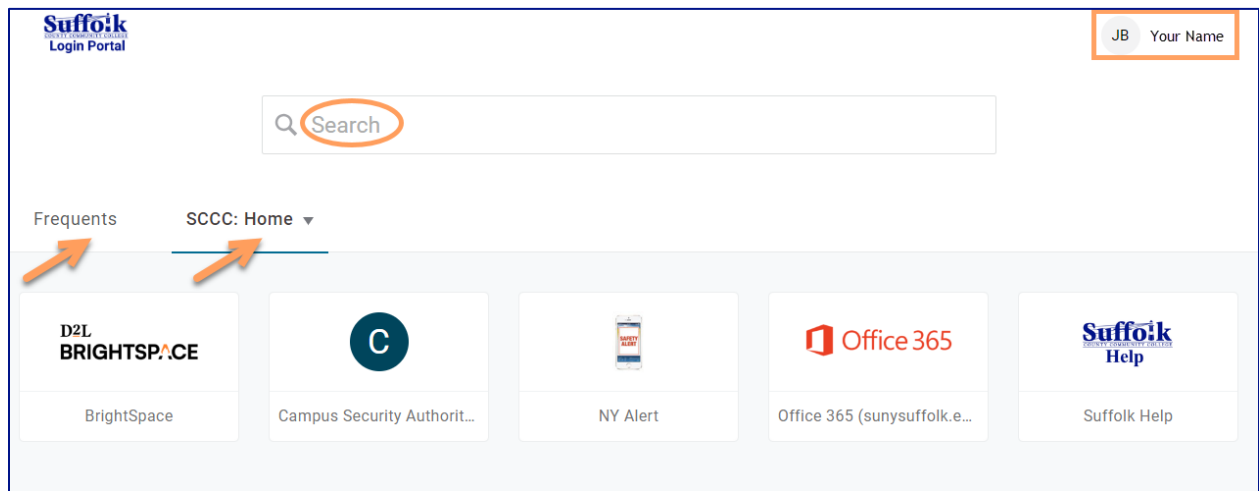 Suffolk
COUNTY COMMUNITY COLLEGE
Login Portal
JB Your Name
Search
Frequents SCCC: Home
D2L
BRIGHTSPACE
BrightSpace
C
Campus Security Authorit...
SAFETY
ALERT
NY Alert
Office 365
Office 365 (sunysuffolk.e...
Suffolk
COUNTY COMMUNITY COLLEGE
Help
Suffolk Help